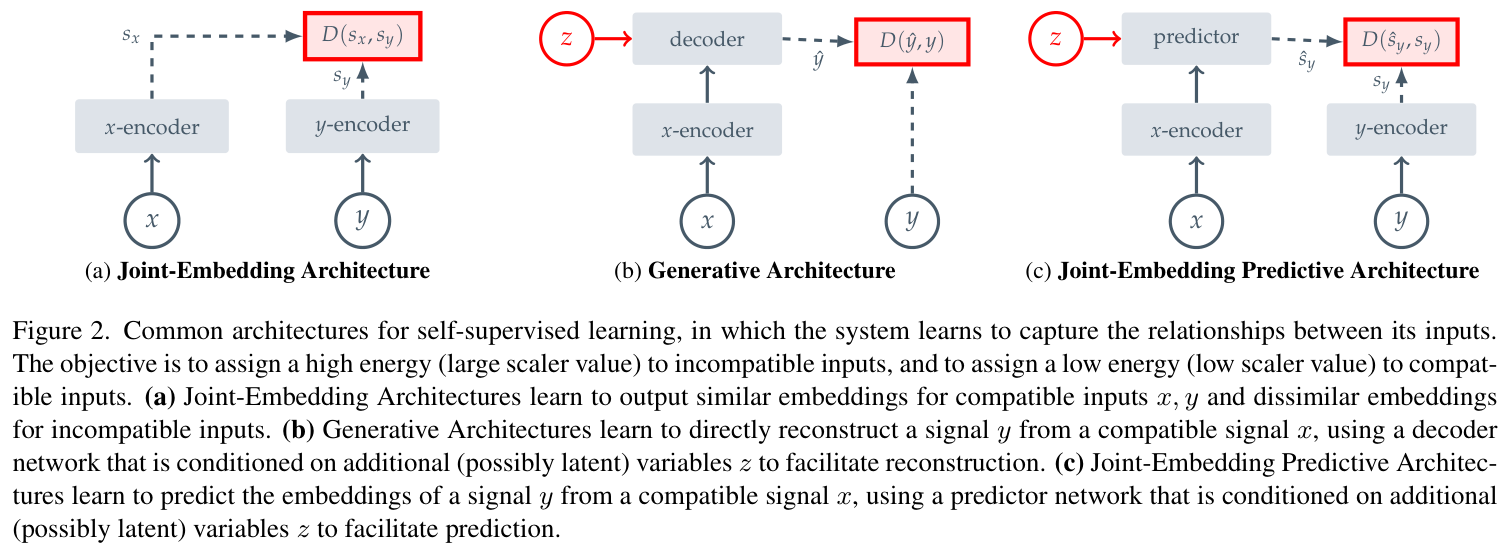 s_x
D(s_x, s_y)
s_y
x-encoder
y-encoder
x
y
(a) Joint-Embedding Architecture
z
decoder
ŷ
D(ŷ, y)
x-encoder
x
y
(b) Generative Architecture
z
predictor
ŝ_y
D(ŝ_y, s_y)
s_y
x-encoder
y-encoder
x
y
(c) Joint-Embedding Predictive Architecture
Figure 2. Common architectures for self-supervised learning, in which the system learns to capture the relationships between its inputs.
The objective is to assign a high energy (large scaler value) to incompatible inputs, and to assign a low energy (low scaler value) to compat-
ible inputs. (a) Joint-Embedding Architectures learn to output similar embeddings for compatible inputs x, y and dissimilar embeddings
for incompatible inputs. (b) Generative Architectures learn to directly reconstruct a signal y from a compatible signal x, using a decoder
network that is conditioned on additional (possibly latent) variables z to facilitate reconstruction. (c) Joint-Embedding Predictive Architec-
tures learn to predict the embeddings of a signal y from a compatible signal x, using a predictor network that is conditioned on additional
(possibly latent) variables z to facilitate prediction.